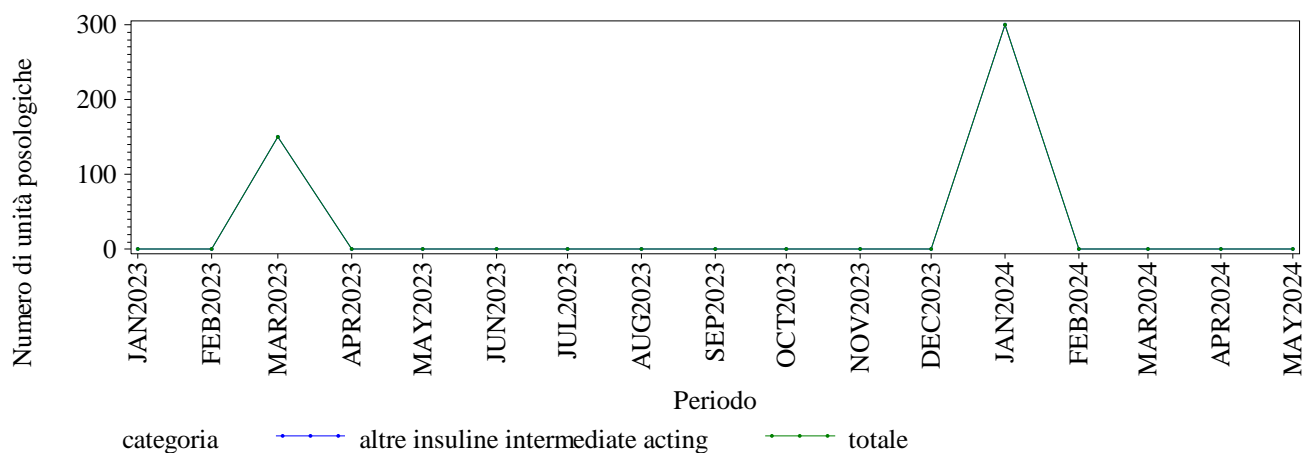 Numero di unità posologiche
300
200
100
0
JAN2023
FEB2023
MAR2023
APR2023
MAY2023
JUN2023
JUL2023
AUG2023
SEP2023
OCT2023
NOV2023
DEC2023
JAN2024
FEB2024
MAR2024
APR2024
MAY2024
Periodo
categoria altre insuline intermediate acting totale